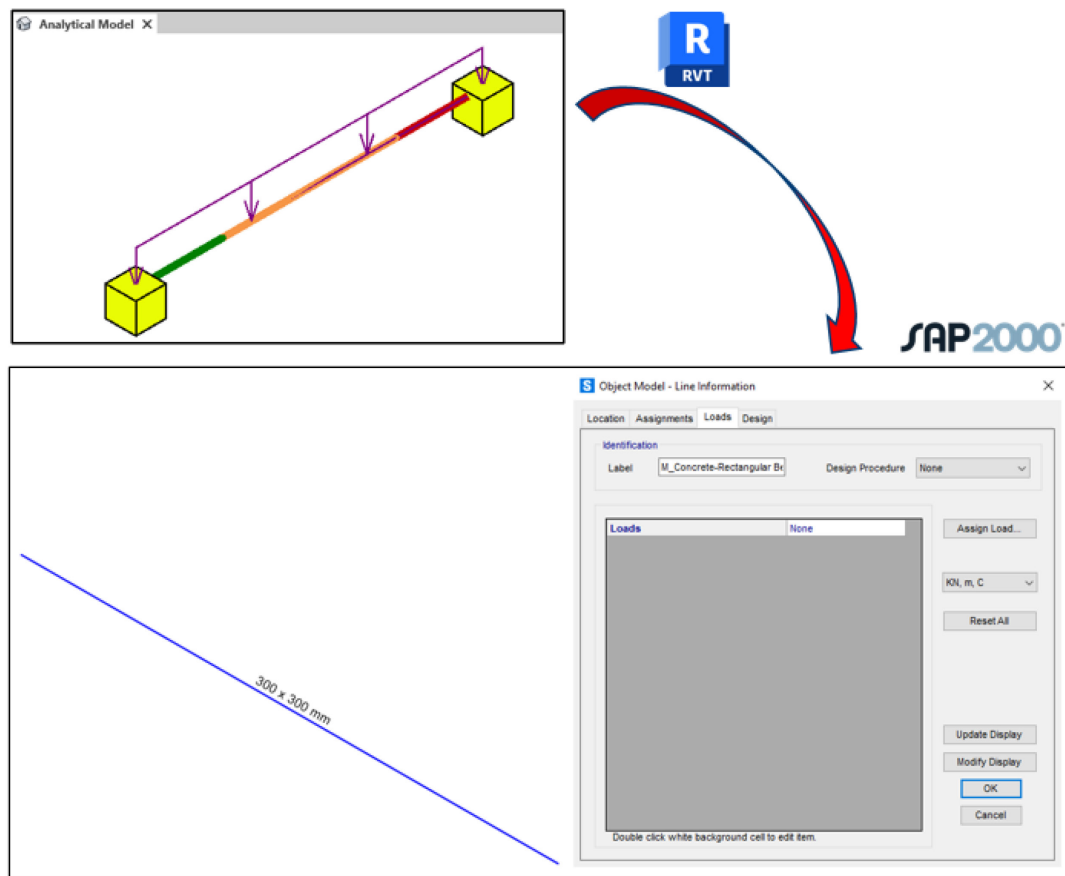 Analytical Model X
R
RVT
SAP2000
S Object Model - Line Information
Location Assignments Loads Design
Identification
Label M_Concrete-Rectangular Be Design Procedure None
Loads None
Assign Load...
KN, m, C
Reset All
300 x 300 mm
Update Display
Modify Display
OK
Cancel
Double click white background cell to edit item.